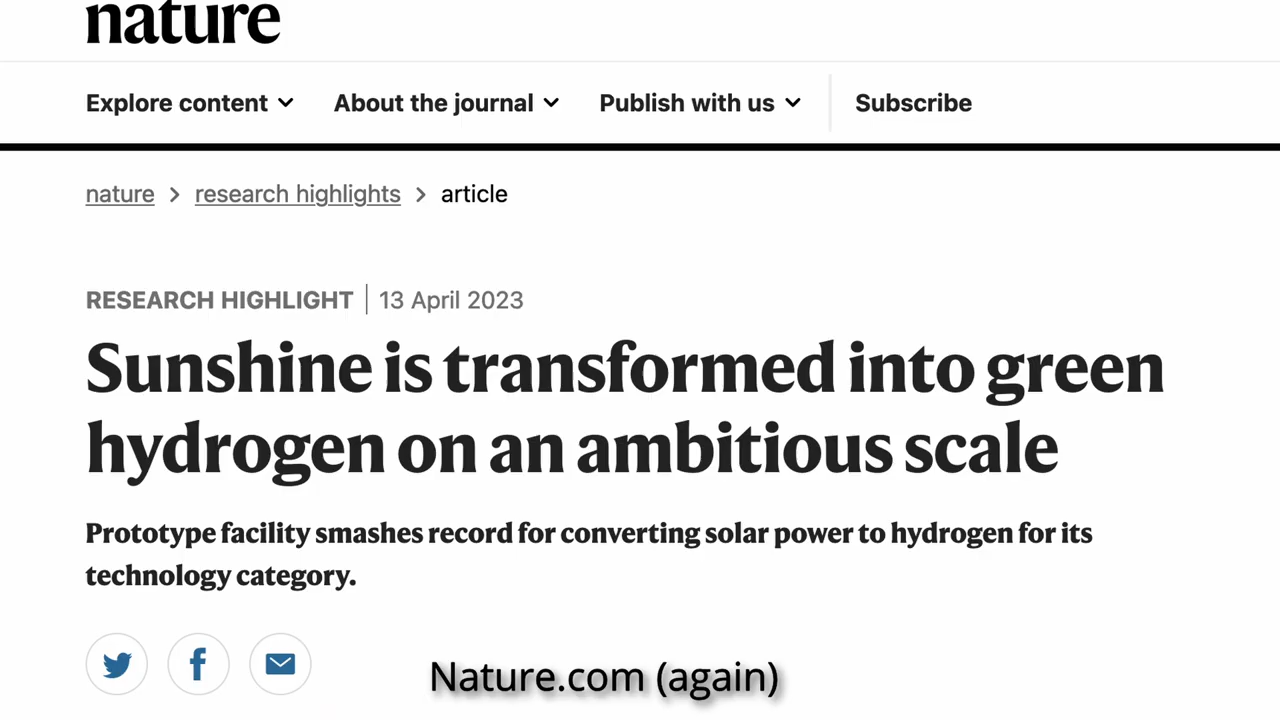 nature
Explore content
About the journal
Publish with us
Subscribe
nature > research highlights > article
RESEARCH HIGHLIGHT | 13 April 2023
Sunshine is transformed into green
hydrogen on an ambitious scale
Prototype facility smashes record for converting solar power to hydrogen for its
technology category.
Nature.com (again)